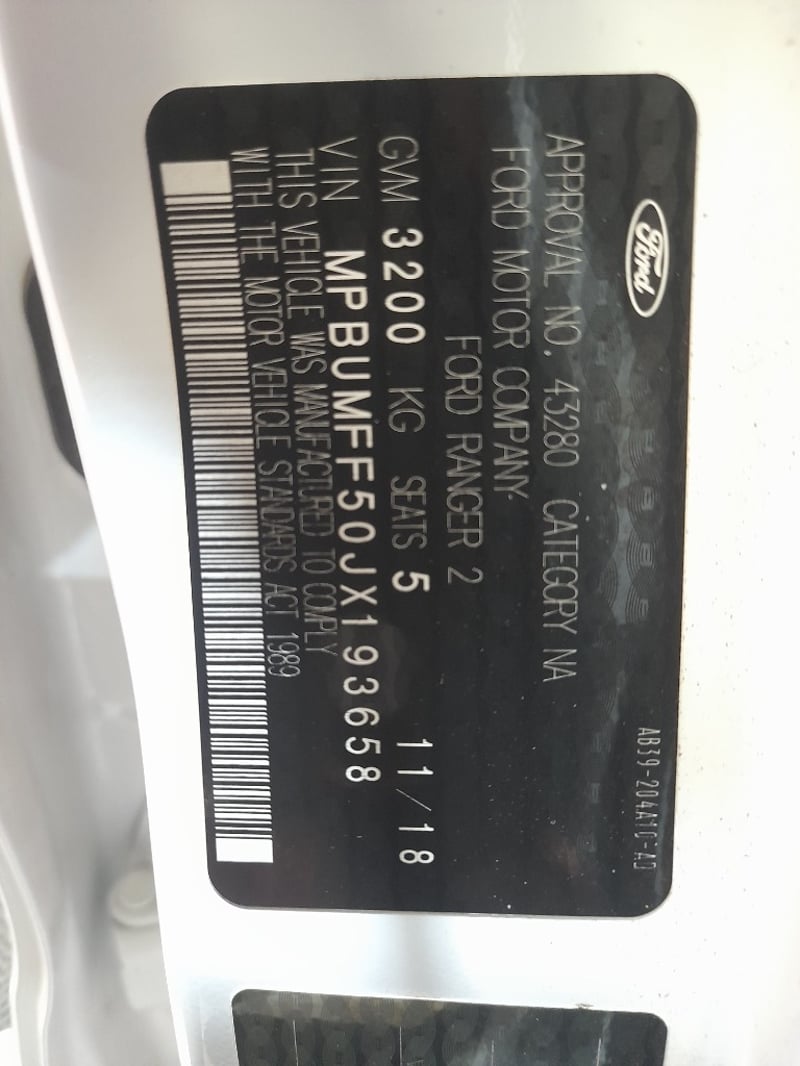 Ford
AB39-204A10-AD
APPROVAL NO. 43280 CATEGORY NA
FORD MOTOR COMPANY
FORD RANGER 2
GVM 3200 KG SEATS 5 11/18
VIN MPBUMFF50JX193658
THIS VEHICLE WAS MANUFACTURED TO COMPLY
WITH THE MOTOR VEHICLE STANDARDS ACT 1989